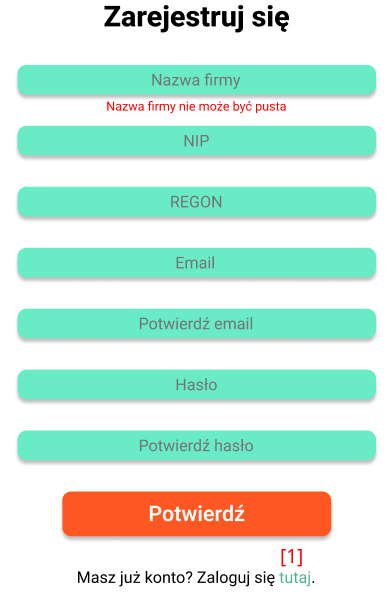 Zarejestruj się
Nazwa firmy
Nazwa firmy nie może być pusta
NIP
REGON
Email
Potwierdź email
Hasło
Potwierdź hasło
Potwierdź
[1]
Masz już konto? Zaloguj się tutaj.